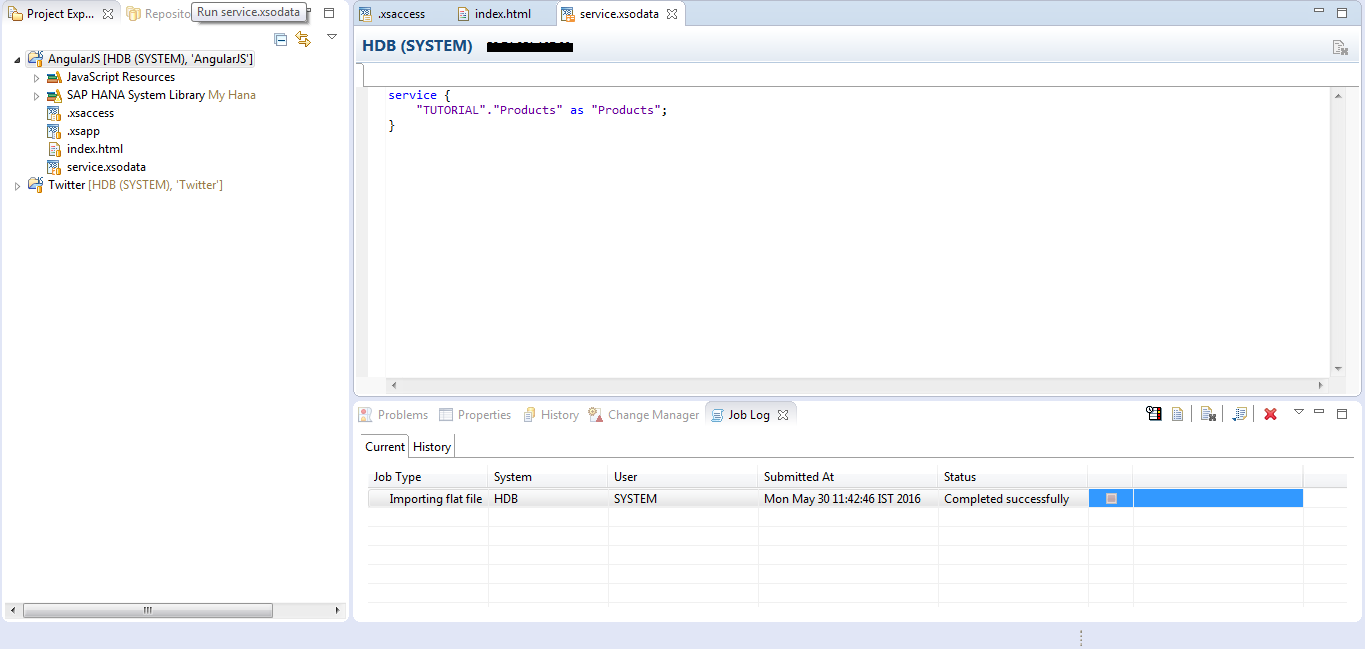 Project Exp...
Reposito
Run service.xsodata
AngularJS [HDB (SYSTEM), 'AngularJS']
JavaScript Resources
SAP HANA System Library My Hana
.xsaccess
.xsapp
index.html
service.xsodata
Twitter [HDB (SYSTEM), 'Twitter']
.xsaccess
index.html
service.xsodata
HDB (SYSTEM)
service {
"TUTORIAL"."Products" as "Products";
}
Problems
Properties
History
Change Manager
Job Log
Current
History
Job Type
System
User
Submitted At
Status
Importing flat file
HDB
SYSTEM
Mon May 30 11:42:46 IST 2016
Completed successfully